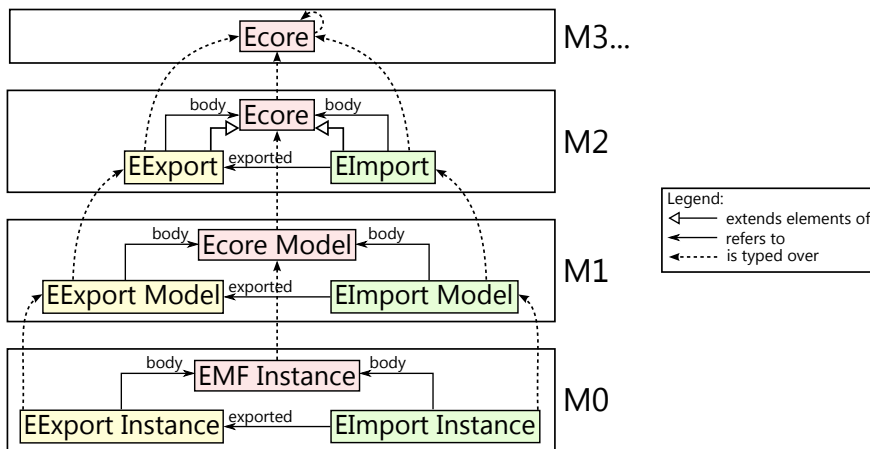 Ecore
M3...
body
Ecore
body
EExport
exported
EImport
M2
Legend:
extends elements of
refers to
is typed over
body
Ecore Model
body
EExport Model
exported
EImport Model
M1
body
EMF Instance
body
EExport Instance
exported
EImport Instance
M0